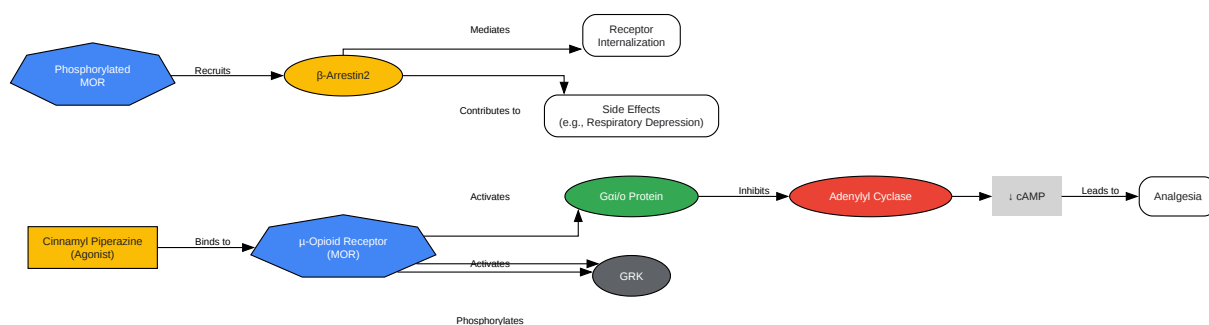 Mediates
Receptor
Internalization
Phosphorylated
MOR
Recruits
β-Arrestin2
Contributes to
Side Effects
(e.g., Respiratory Depression)
Activates
Gαi/o Protein
Inhibits
Adenylyl Cyclase
↓ cAMP
Leads to
Analgesia
Cinnamyl Piperazine
(Agonist)
Binds to
µ-Opioid Receptor
(MOR)
Activates
GRK
Phosphorylates